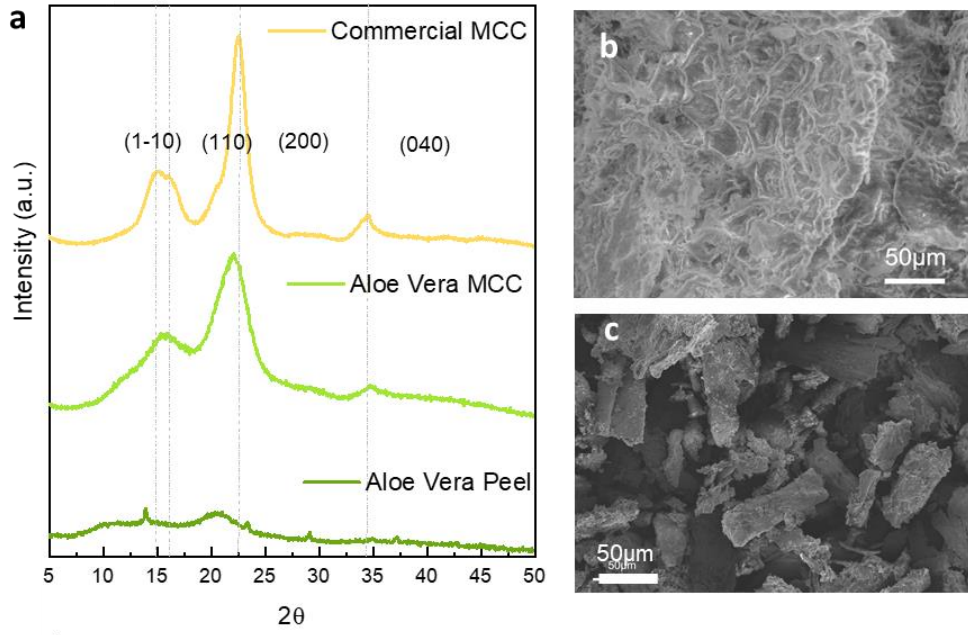 a
Commercial MCC
(1-10)
(110)
(200)
(040)
Aloe Vera MCC
Aloe Vera Peel
Intensity (a.u.)
5 10 15 20 25 30 35 40 45 50
2θ
b
50µm
c
50µm
50µm